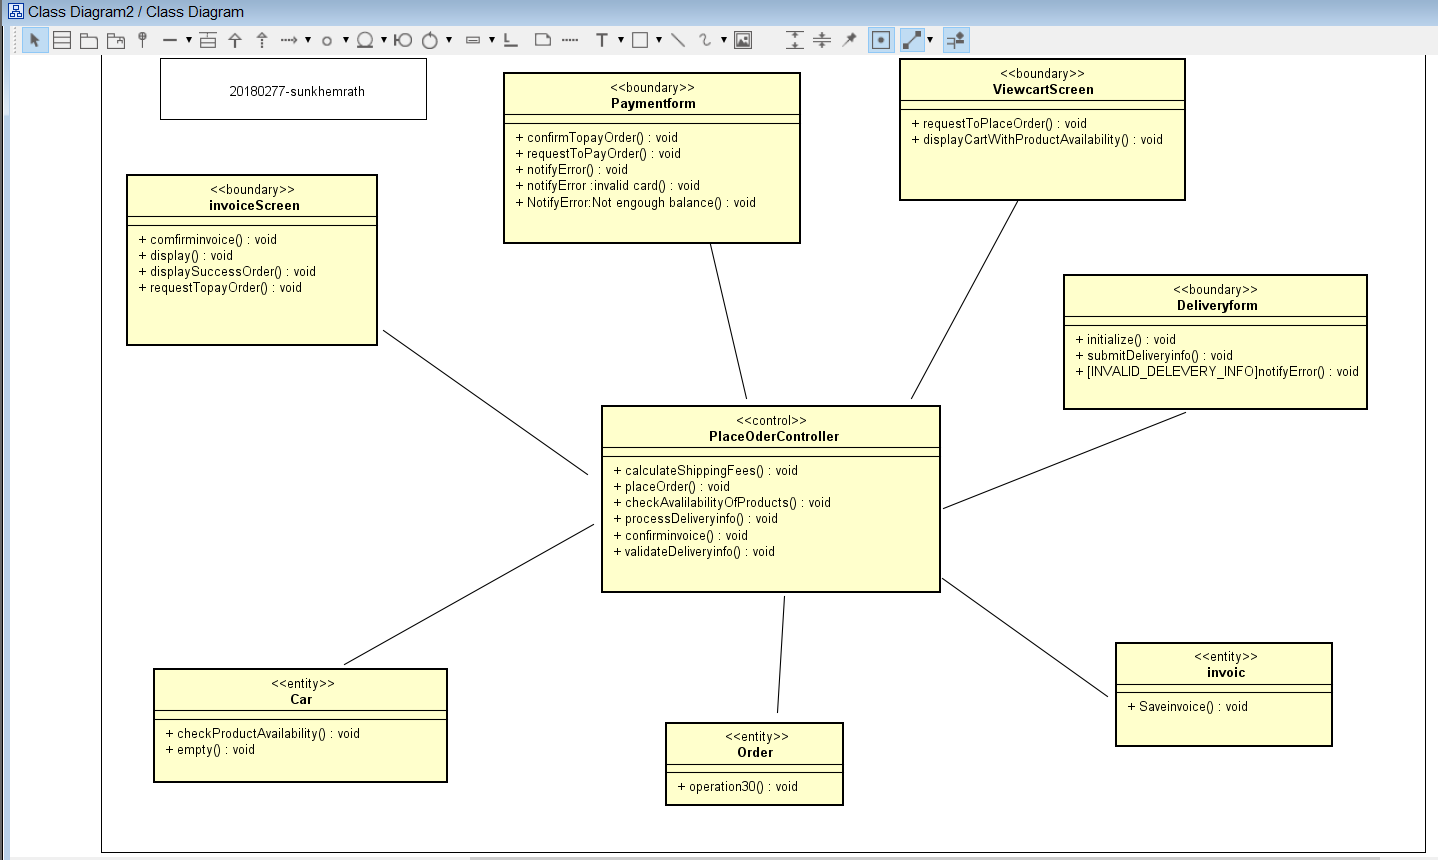 Class Diagram2 / Class Diagram
20180277-sunkhemrath
<<boundary>>
Paymentform
+ confirmTopayOrder() : void
+ requestToPayOrder() : void
+ notifyError() : void
+ notifyError :invalid card() : void
+ NotifyError:Not engough balance() : void
<<boundary>>
ViewcartScreen
+ requestToPlaceOrder() : void
+ displayCartWithProductAvailability() : void
<<boundary>>
invoiceScreen
+ comfirminvoice() : void
+ display() : void
+ displaySuccessOrder() : void
+ requestTopayOrder() : void
<<boundary>>
Deliveryform
+ initialize() : void
+ submitDeliveryinfo() : void
+ [INVALID_DELEVERY_INFO]notifyError() : void
<<control>>
PlaceOderController
+ calculateShippingFees() : void
+ placeOrder() : void
+ checkAvalilabilityOfProducts() : void
+ processDeliveryinfo() : void
+ confirminvoice() : void
+ validateDeliveryinfo() : void
<<entity>>
Car
+ checkProductAvailability() : void
+ empty() : void
<<entity>>
Order
+ operation30() : void
<<entity>>
invoic
+ Saveinvoice() : void